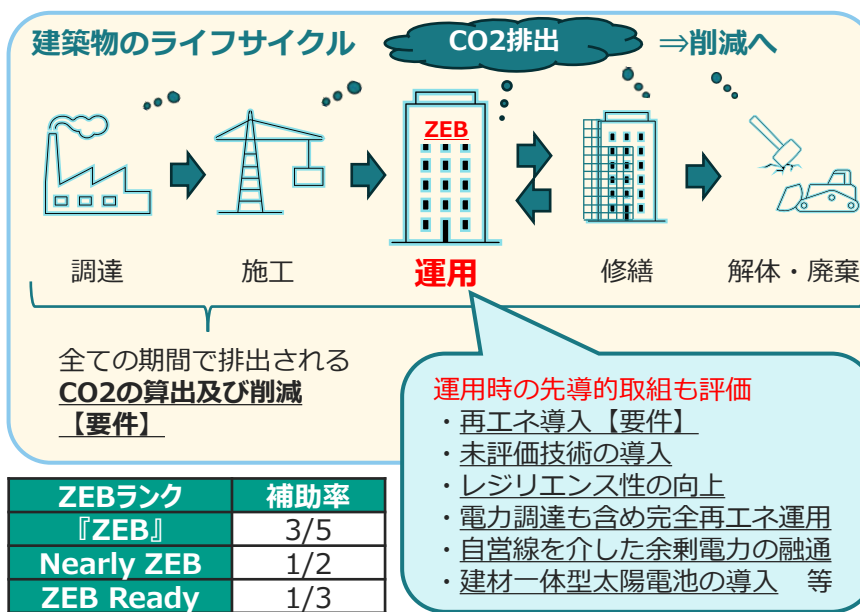 建築物のライフサイクル
CO2排出
⇒削減へ
ZEB
調達
施工
運用
修繕
解体・廃棄
全ての期間で排出される
CO2の算出及び削減
【要件】
運用時の先導的取組も評価
・再エネ導入【要件】
・未評価技術の導入
・レジリエンス性の向上
・電力調達も含め完全再エネ運用
・自営線を介した余剰電力の融通
・建材一体型太陽電池の導入　等
ZEBランク 補助率
『ZEB』 3/5
Nearly ZEB 1/2
ZEB Ready 1/3